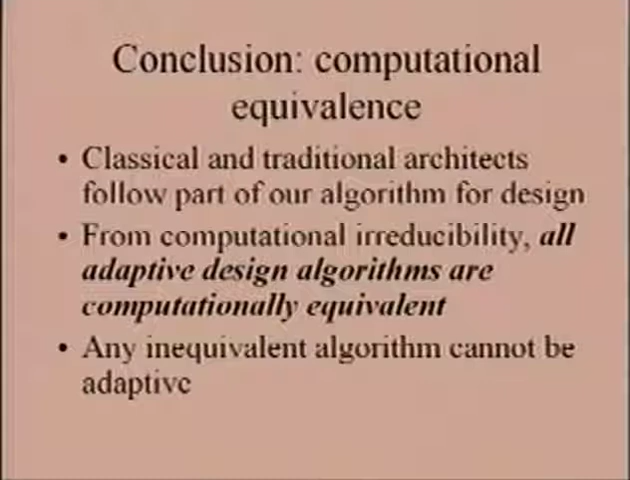 Conclusion: computational
equivalence
• Classical and traditional architects
follow part of our algorithm for design
• From computational irreducibility, all
adaptive design algorithms are
computationally equivalent
• Any inequivalent algorithm cannot be
adaptive